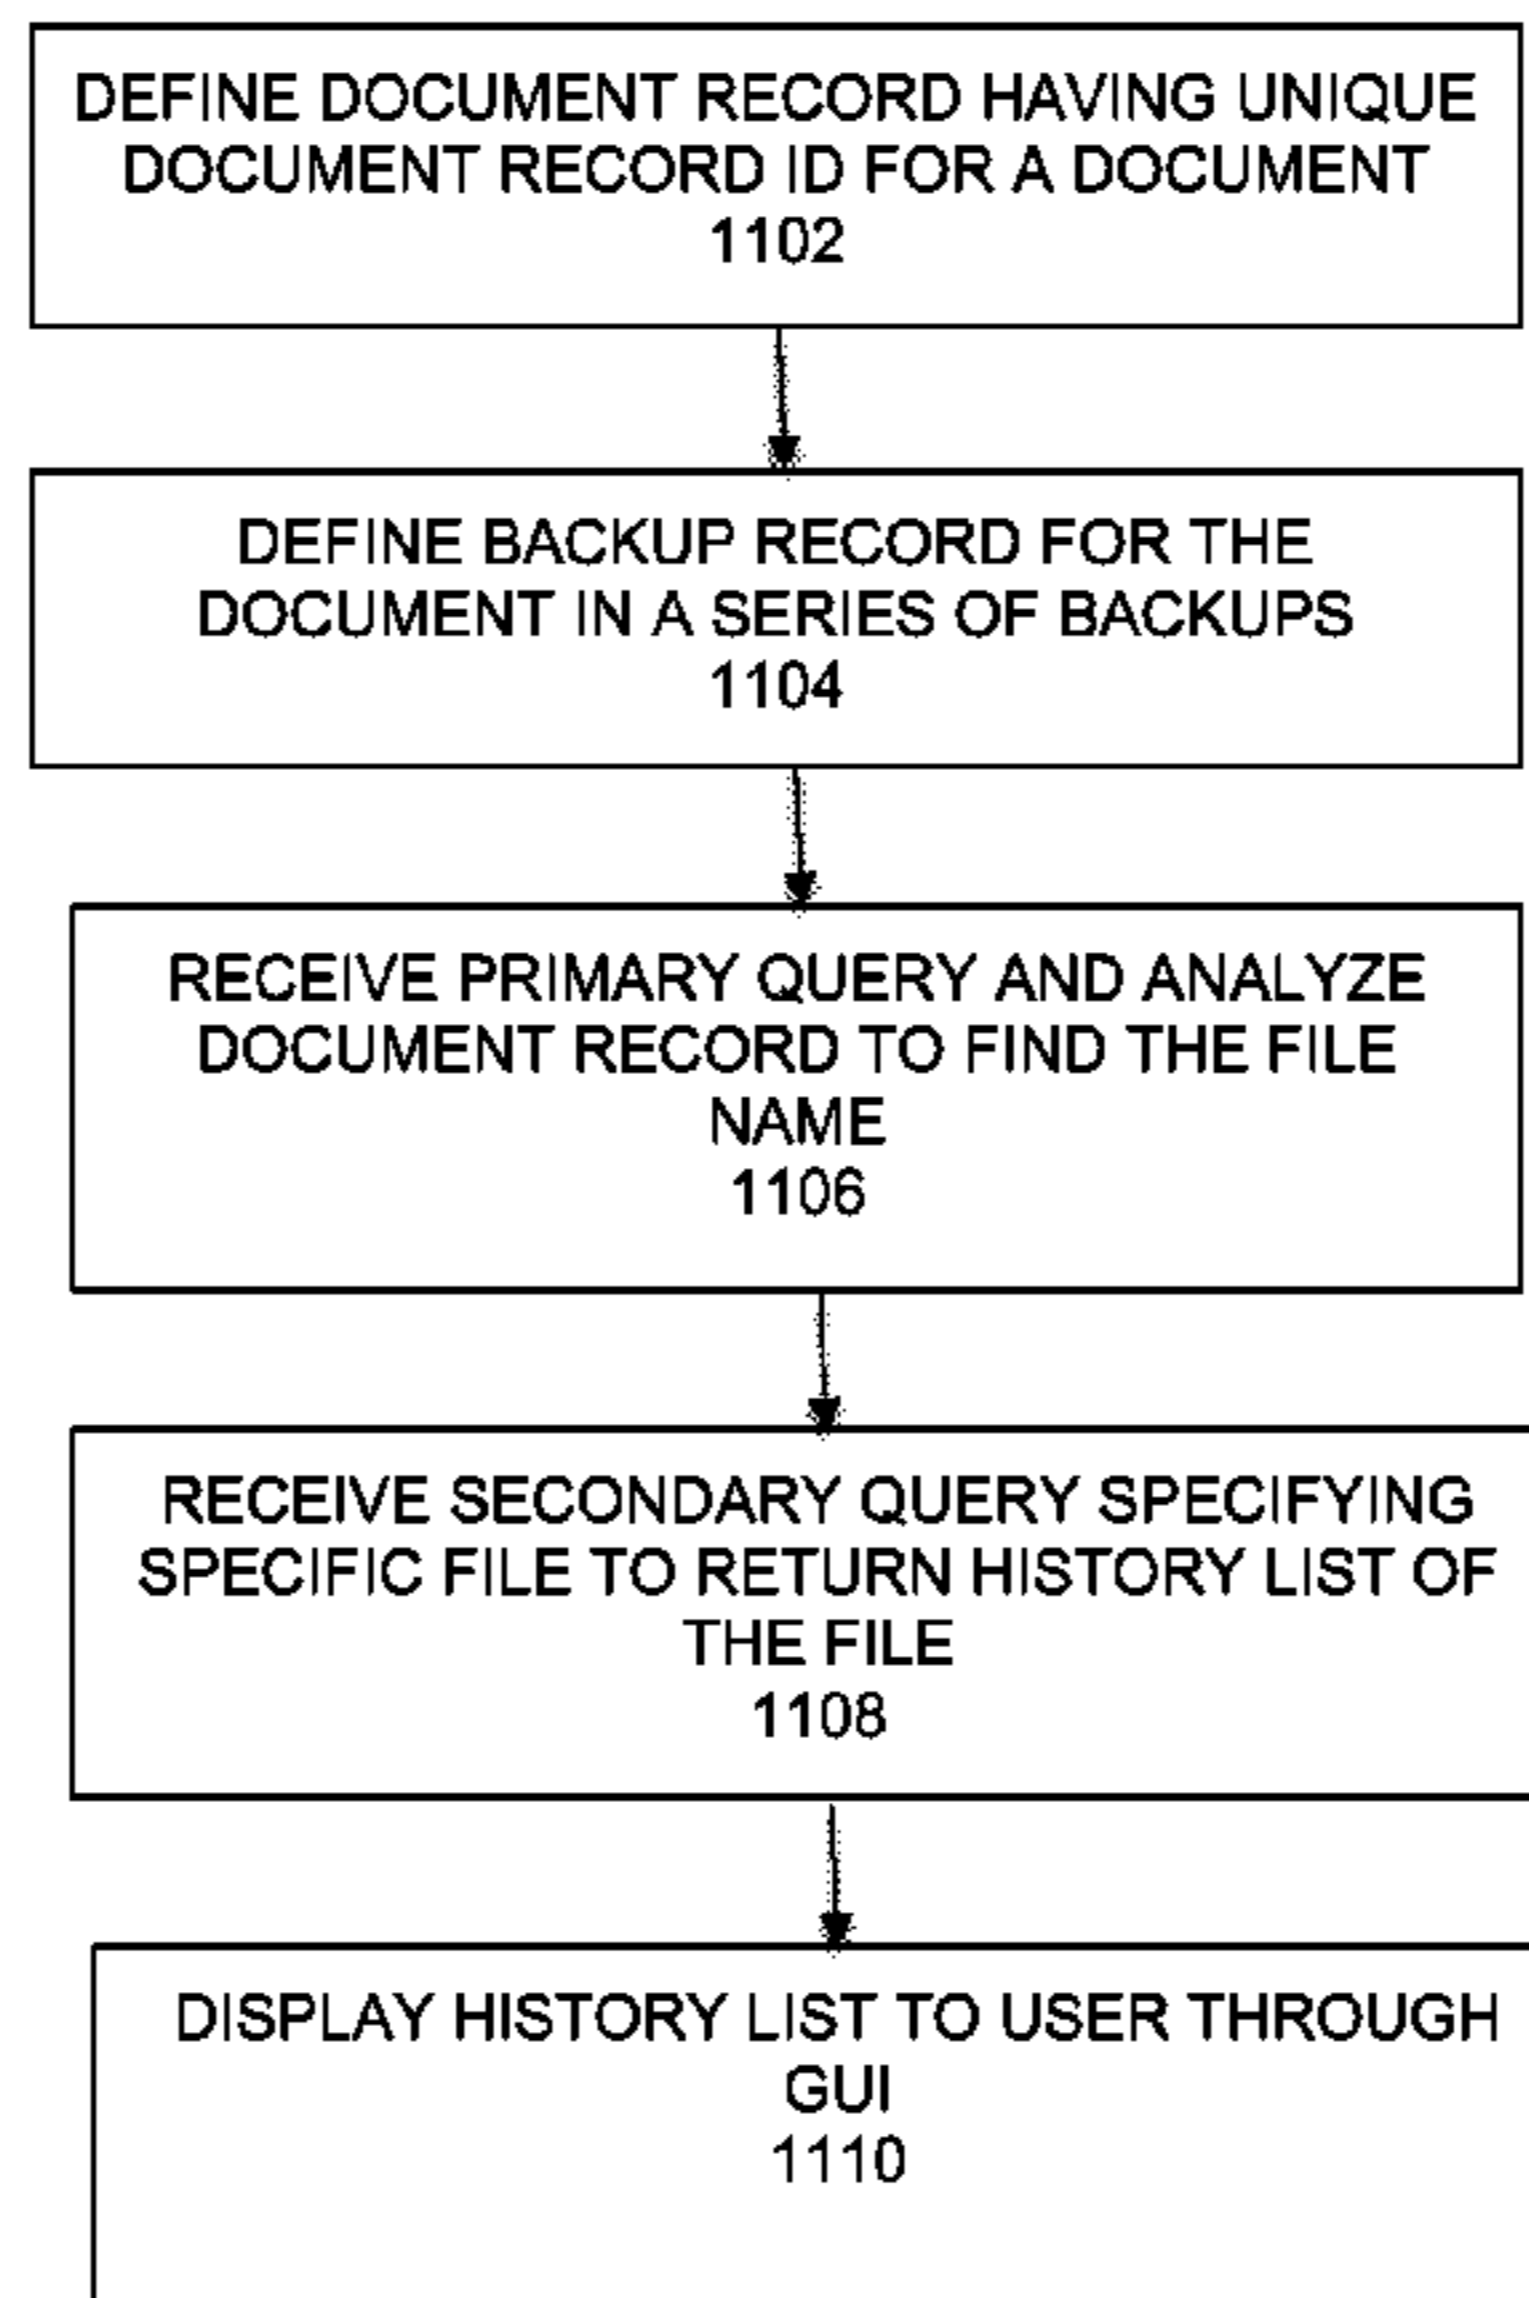 DEFINE DOCUMENT RECORD HAVING UNIQUE
DOCUMENT RECORD ID FOR A DOCUMENT
1102
DEFINE BACKUP RECORD FOR THE
DOCUMENT IN A SERIES OF BACKUPS
1104
RECEIVE PRIMARY QUERY AND ANALYZE
DOCUMENT RECORD TO FIND THE FILE
NAME
1106
RECEIVE SECONDARY QUERY SPECIFYING
SPECIFIC FILE TO RETURN HISTORY LIST OF
THE FILE
1108
DISPLAY HISTORY LIST TO USER THROUGH
GUI
1110